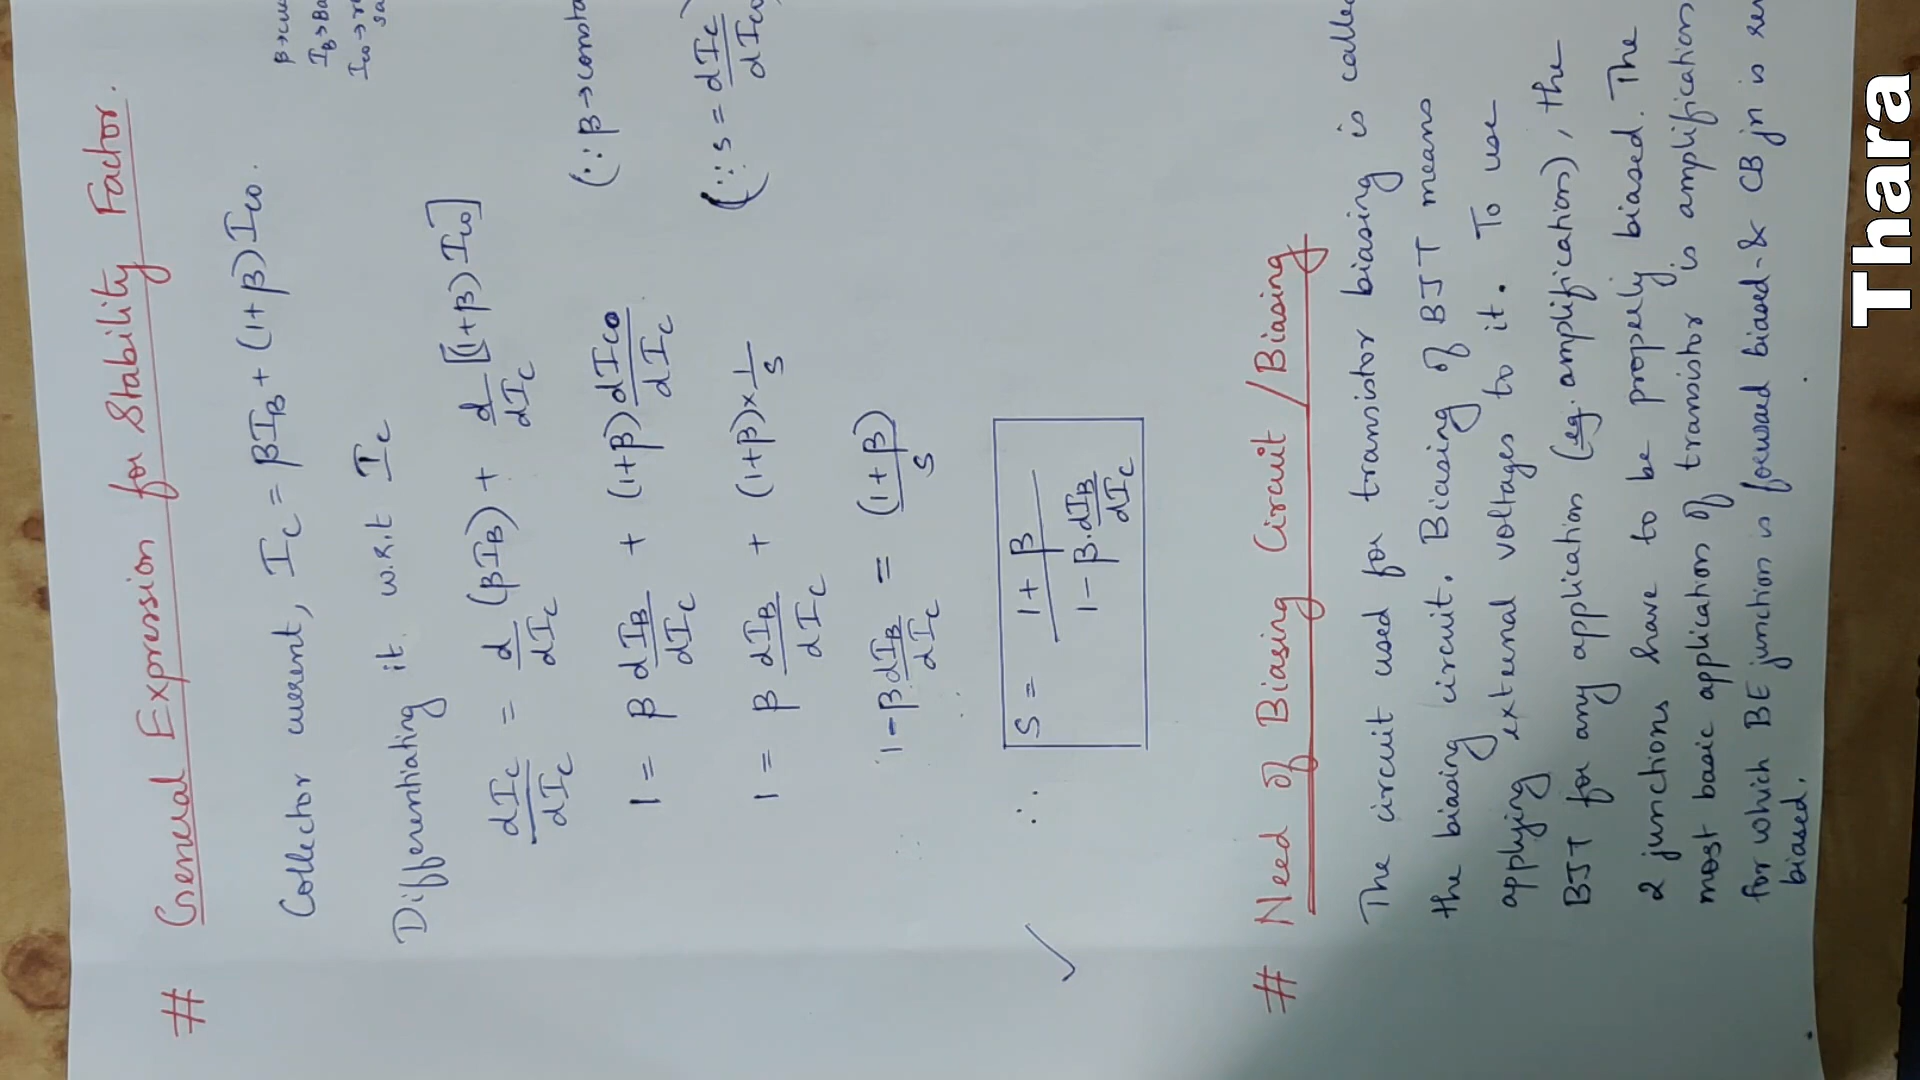 # General Expression for Stability Factor.
Collector current, IC = βIB + (1+β)ICO.
β→
IB→Ba
ICO→
Differentiating it w.r.t IC
dIC/dIC = d/dIC (βIB) + d/dIC [(1+β)ICO]
1 = β dIB/dIC + (1+β) dICO/dIC (∵ β→consta
1 = β dIB/dIC + (1+β) × 1/S (∵ S = dIC/dICO)
1-β dIB/dIC = (1+β)/S
∴ S = 1+β / 1-β.dIB/dIC
# Need of Biasing Circuit /Biasing
The circuit used for transistor biasing is calle
the biasing circuit. Biasing of BJT means
applying external voltages to it. To use
BJT for any application (eg. amplification), the
2 junctions have to be properly biased. The
most basic application of transistor is amplification
for which BE junction is forward biased & CB jn is
biased.
Thara